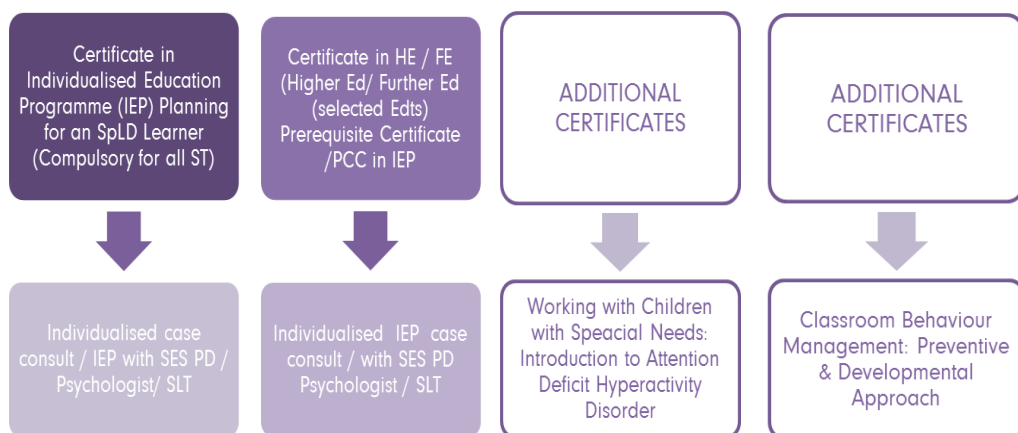 Certificate in
Individualised Education
Programme (IEP) Planning
for an SpLD Learner
(Compulsory for all ST)
Certificate in HE / FE
(Higher Ed/ Further Ed
(selected Edts)
Prerequisite Certificate
/PCC in IEP
ADDITIONAL
CERTIFICATES
ADDITIONAL
CERTIFICATES
Individualised case
consult / IEP with SES PD /
Psychologist/ SLT
Individualised IEP case
consult / with SES PD
Psychologist / SLT
Working with Children
with Speacial Needs:
Introduction to Attention
Deficit Hyperactivity
Disorder
Classroom Behaviour
Management: Preventive
& Developmental
Approach